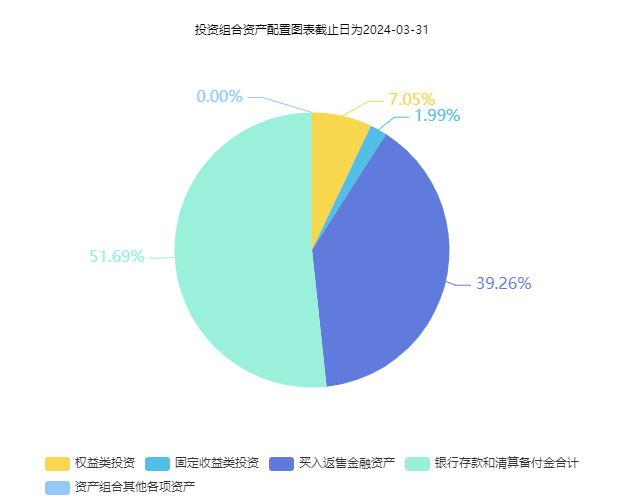 投资组合资产配置图表截止日为2024-03-31
0.00%
7.05%
1.99%
51.69%
39.26%
权益类投资 固定收益类投资 买入返售金融资产 银行存款和清算备付金合计
资产组合其他各项资产